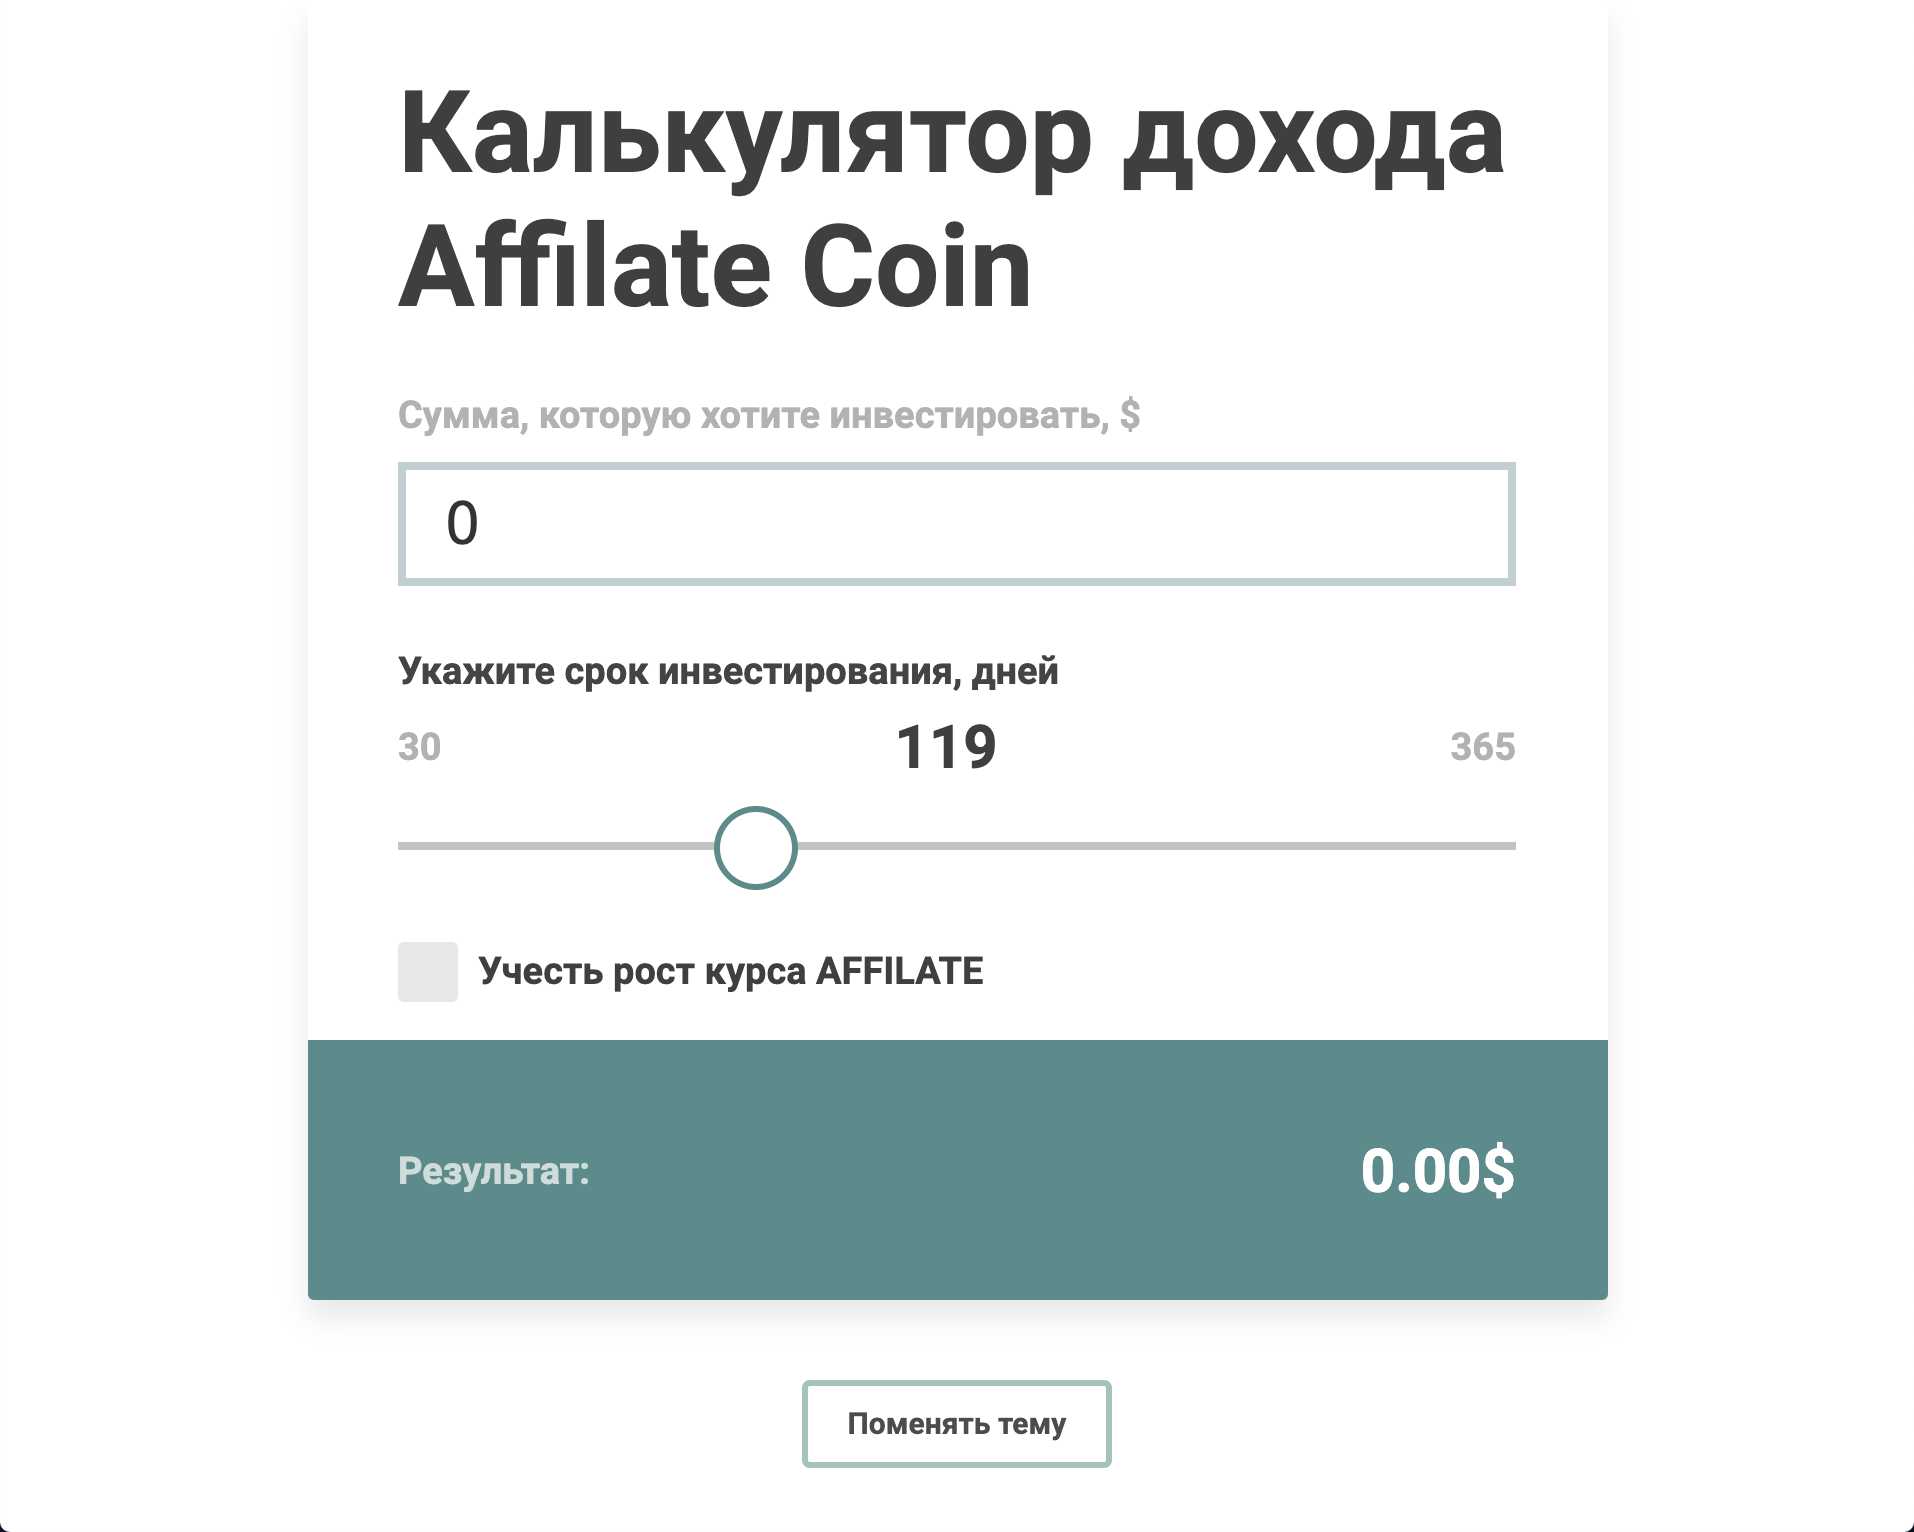 Калькулятор дохода
Affilate Coin
Сумма, которую хотите инвестировать, $
0
Укажите срок инвестирования, дней
30 119 365
Учесть рост курса AFFILATE
Результат: 0.00$
Поменять тему